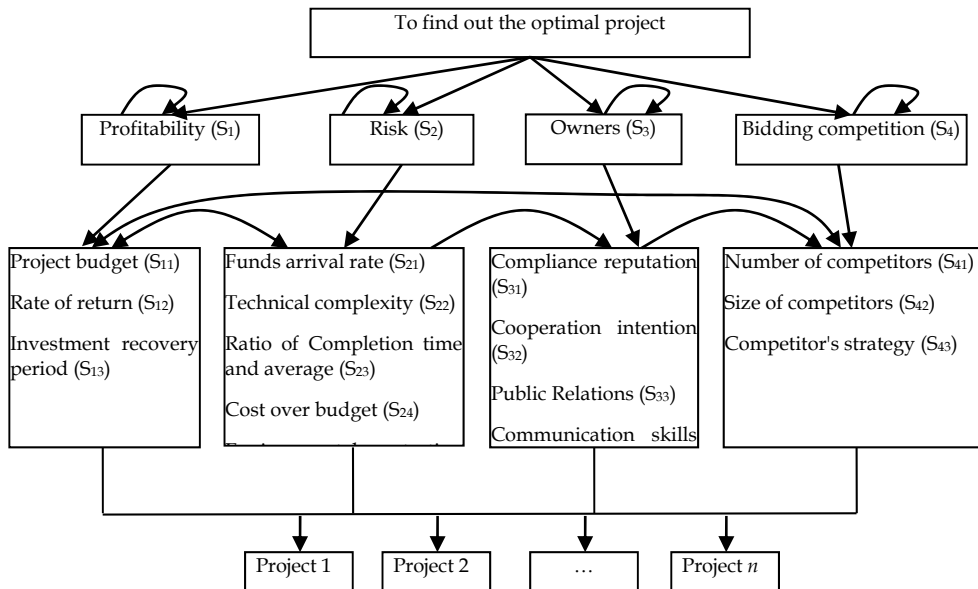 To find out the optimal project
Profitability (S₁)
Risk (S₂)
Owners (S₃)
Bidding competition (S₄)
Project budget (S₁₁)
Rate of return (S₁₂)
Investment recovery
period (S₁₃)
Funds arrival rate (S₂₁)
Technical complexity (S₂₂)
Ratio of Completion time
and average (S₂₃)
Cost over budget (S₂₄)
Compliance reputation
(S₃₁)
Cooperation intention
(S₃₂)
Public Relations (S₃₃)
Communication skills
Number of competitors (S₄₁)
Size of competitors (S₄₂)
Competitor's strategy (S₄₃)
Project 1
Project 2
…
Project n